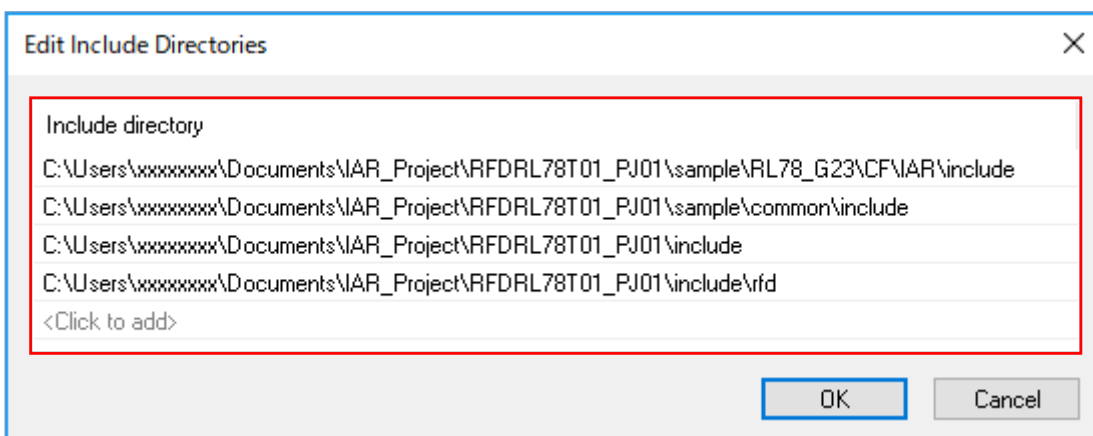 Edit Include Directories
Include directory
C:\Users\xxxxxxxx\Documents\IAR_Project\RFDRL78T01_PJ01\sample\RL78_G23\CF\IAR\include
C:\Users\xxxxxxxx\Documents\IAR_Project\RFDRL78T01_PJ01\sample\common\include
C:\Users\xxxxxxxx\Documents\IAR_Project\RFDRL78T01_PJ01\include
C:\Users\xxxxxxxx\Documents\IAR_Project\RFDRL78T01_PJ01\include\rfd
<Click to add>
OK Cancel